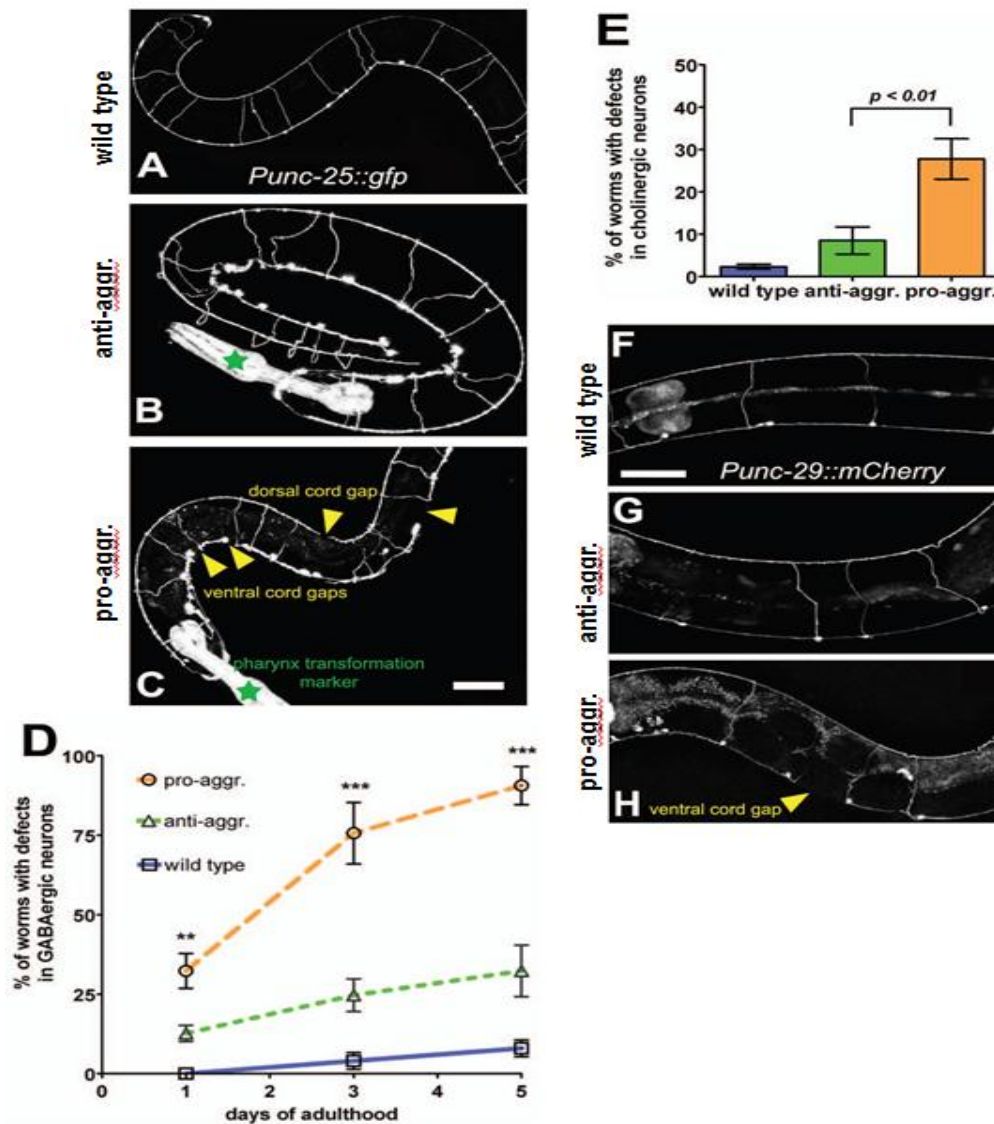 wild type
A
Punc-25::gfp
anti-aggr.
B
pro-aggr.
dorsal cord gap
ventral cord gaps
pharynx transformation
marker
C
D
% of worms with defects
in GABAergic neurons
100
75
50
25
0
pro-aggr.
anti-aggr.
wild type
**
***
***
0
1
2
3
4
5
days of adulthood
E
% of worms with defects
in cholinergic neurons
50
40
30
20
10
0
p < 0.01
wild type anti-aggr. pro-aggr.
wild type
F
Punc-29::mCherry
anti-aggr.
G
pro-aggr.
ventral cord gap
H